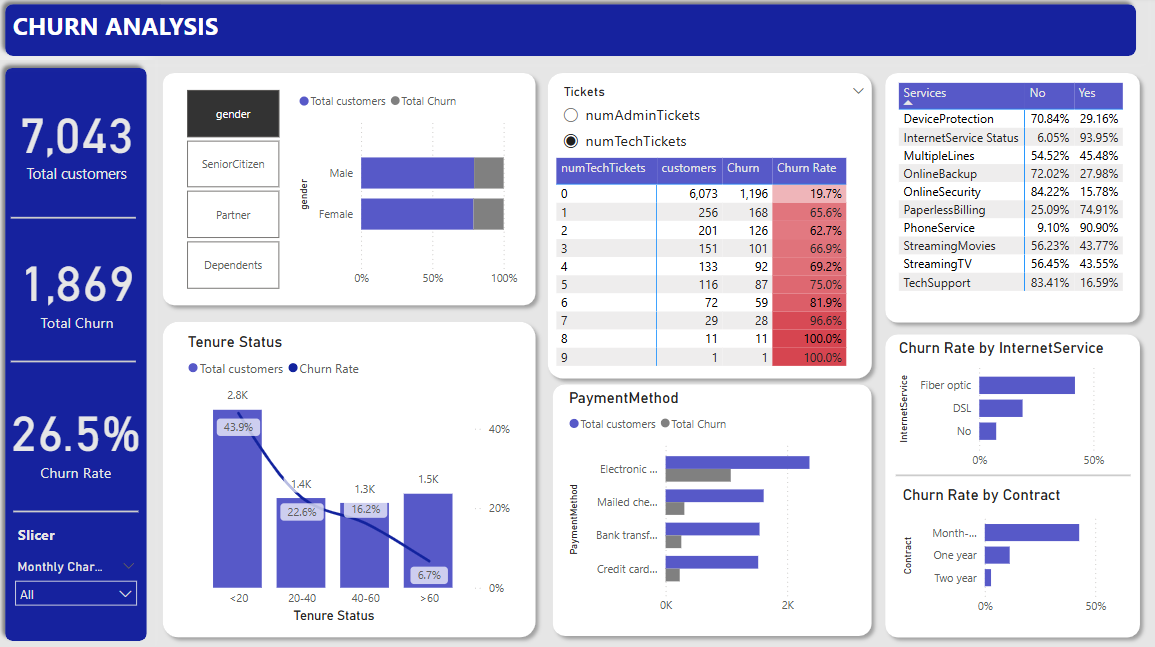 CHURN ANALYSIS
7,043
Total customers
1,869
Total Churn
26.5%
Churn Rate
Slicer
Monthly Char...
All
gender
SeniorCitizen
Partner
Dependents
Total customers Total Churn
gender
Male
Female
0% 50% 100%
Tenure Status
Total customers Churn Rate
2.8K
1.4K
1.3K
1.5K
43.9%
22.6%
16.2%
6.7%
40%
20%
0%
<20 20-40 40-60 >60
Tenure Status
Tickets
numAdminTickets
numTechTickets
numTechTickets customers Churn Churn Rate
0 6,073 1,196 19.7%
1 256 168 65.6%
2 201 126 62.7%
3 151 101 66.9%
4 133 92 69.2%
5 116 87 75.0%
6 72 59 81.9%
7 29 28 96.6%
8 11 11 100.0%
9 1 1 100.0%
PaymentMethod
Total customers Total Churn
PaymentMethod
Electronic ...
Mailed che...
Bank transf...
Credit card...
0K 2K
Services No Yes
DeviceProtection 70.84% 29.16%
InternetService Status 6.05% 93.95%
MultipleLines 54.52% 45.48%
OnlineBackup 72.02% 27.98%
OnlineSecurity 84.22% 15.78%
PaperlessBilling 25.09% 74.91%
PhoneService 9.10% 90.90%
StreamingMovies 56.23% 43.77%
StreamingTV 56.45% 43.55%
TechSupport 83.41% 16.59%
Churn Rate by InternetService
InternetService
Fiber optic
DSL
No
0% 50%
Churn Rate by Contract
Contract
Month-...
One year
Two year
0% 50%